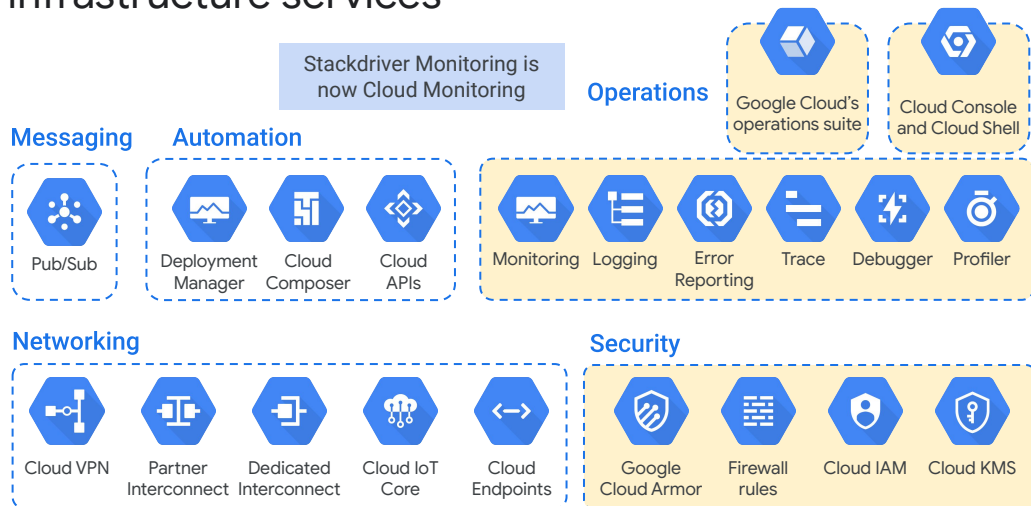 infrastructure services
Stackdriver Monitoring is
now Cloud Monitoring
Operations
Google Cloud's
operations suite
Cloud Console
and Cloud Shell
Messaging
Automation
Pub/Sub
Deployment
Manager
Cloud
Composer
Cloud
APIs
Monitoring
Logging
Error
Reporting
Trace
Debugger
Profiler
Networking
Security
Cloud VPN
Partner
Interconnect
Dedicated
Interconnect
Cloud IoT
Core
Cloud
Endpoints
Google
Cloud Armor
Firewall
rules
Cloud IAM
Cloud KMS